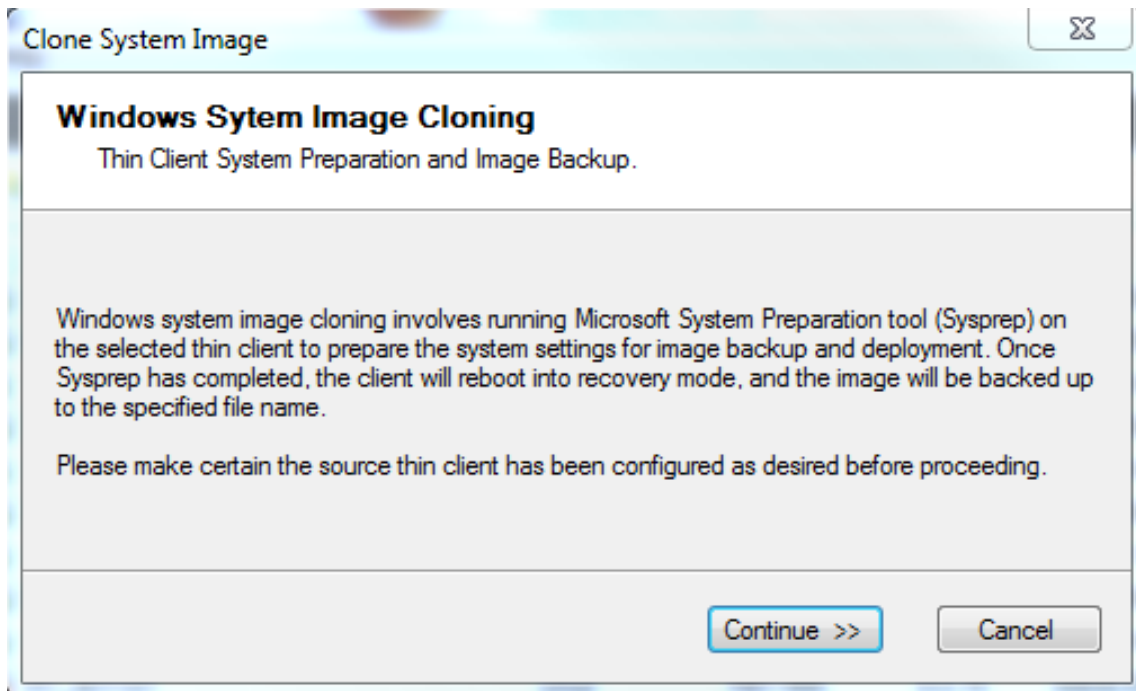 Clone System Image
Windows Sytem Image Cloning
Thin Client System Preparation and Image Backup.
Windows system image cloning involves running Microsoft System Preparation tool (Sysprep) on
the selected thin client to prepare the system settings for image backup and deployment. Once
Sysprep has completed, the client will reboot into recovery mode, and the image will be backed up
to the specified file name.
Please make certain the source thin client has been configured as desired before proceeding.
Continue >>
Cancel